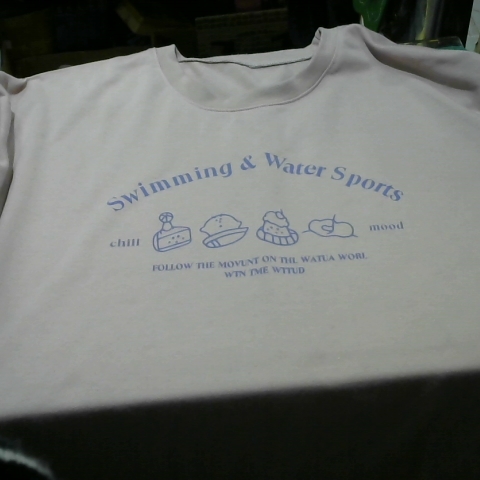 Swimming & Water Sports
chill mood
FOLLOW THE MOVENT ON THL WATUA WORL
WTN TME WTTUD